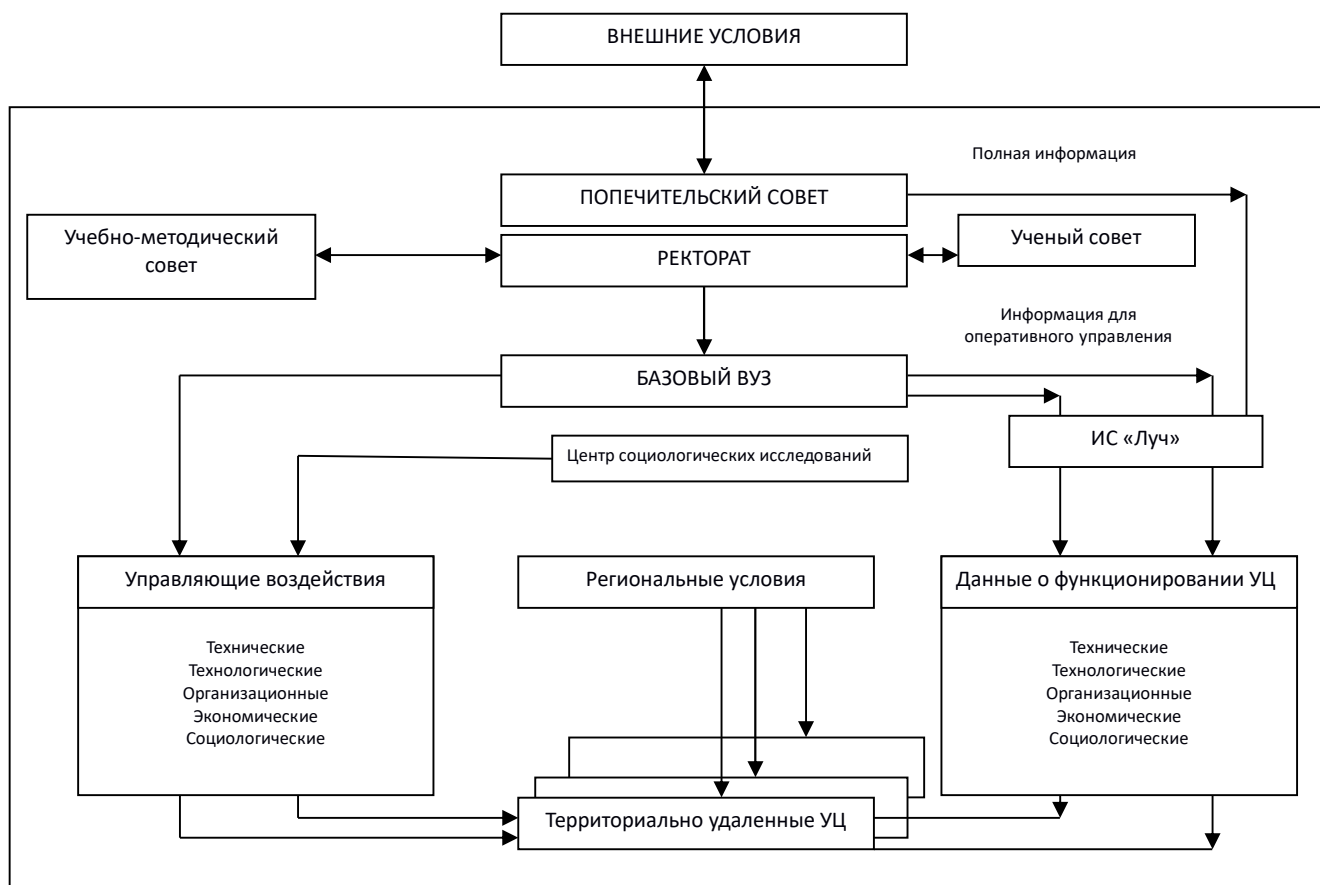 ВНЕШНИЕ УСЛОВИЯ
Полная информация
ПОПЕЧИТЕЛЬСКИЙ СОВЕТ
Учебно-методический
совет
РЕКТОРАТ
Ученый совет
Информация для
оперативного управления
БАЗОВЫЙ ВУЗ
ИС «Луч»
Центр социологических исследований
Управляющие воздействия
Технические
Технологические
Организационные
Экономические
Социологические
Региональные условия
Данные о функционировании УЦ
Технические
Технологические
Организационные
Экономические
Социологические
Территориально удаленные УЦ